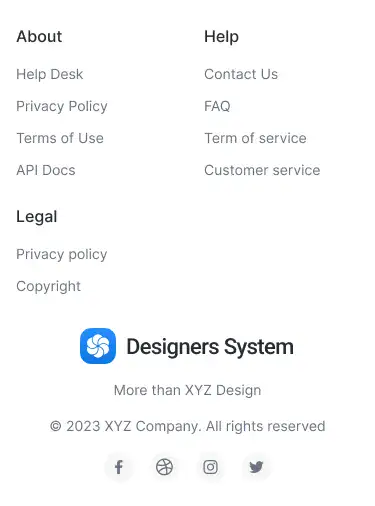 About
Help Desk
Privacy Policy
Terms of Use
API Docs
Help
Contact Us
FAQ
Term of service
Customer service
Legal
Privacy policy
Copyright
Designers System
More than XYZ Design
© 2023 XYZ Company. All rights reserved